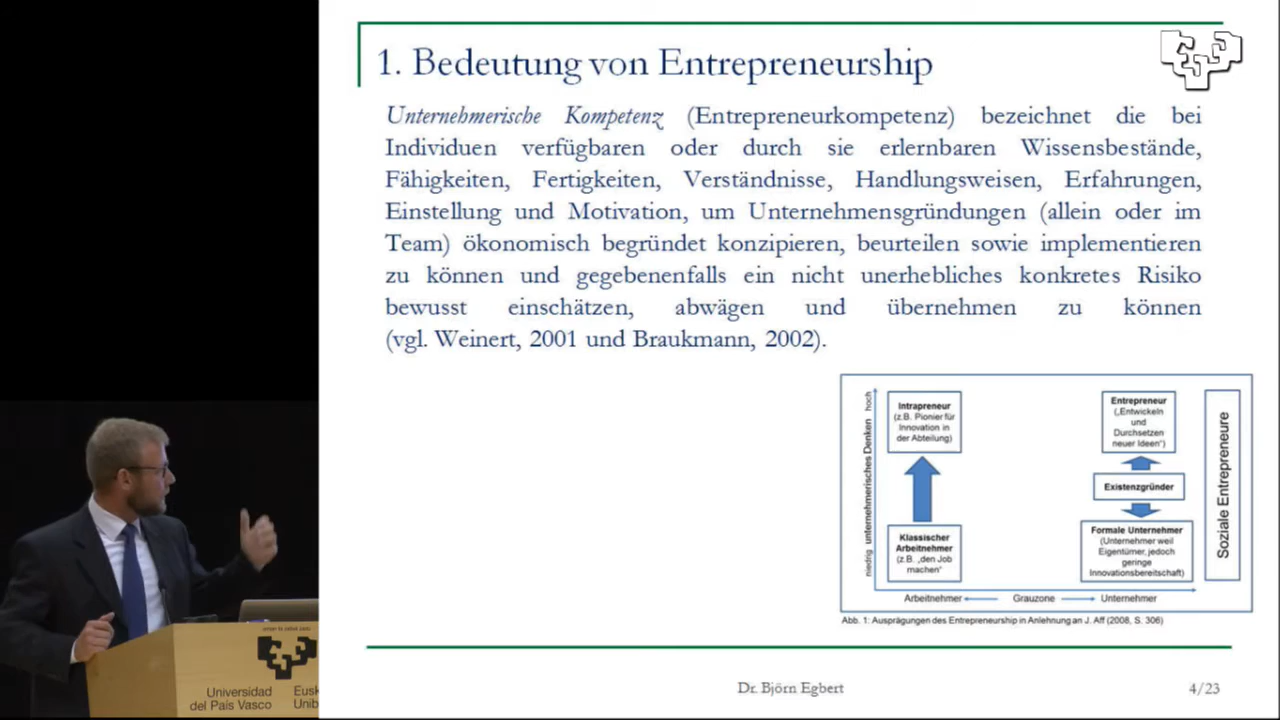 1. Bedeutung von Entrepreneurship
Unternehmerische Kompetenz (Entrepreneurkompetenz) bezeichnet die bei
Individuen verfügbaren oder durch sie erlernbaren Wissensbestände,
Fähigkeiten, Fertigkeiten, Verständnisse, Handlungsweisen, Erfahrungen,
Einstellung und Motivation, um Unternehmensgründungen (allein oder im
Team) ökonomisch begründet konzipieren, beurteilen sowie implementieren
zu können und gegebenenfalls ein nicht unerhebliches konkretes Risiko
bewusst einschätzen, abwägen und übernehmen zu können
(vgl. Weinert, 2001 und Braukmann, 2002).
niedrig unternehmerisches Denken hoch
Intrapreneur
(z.B. Pionier für
Innovation in
der Abteilung)
Klassischer
Arbeitnehmer
(z.B. „den Job
machen“
Entrepreneur
(„Entwickeln
und
Durchsetzen
neuer Ideen“)
Existenzgründer
Formale Unternehmer
(Unternehmer weil
Eigentümer, jedoch
geringe
Innovationsbereitschaft)
Soziale Entrepreneure
Arbeitnehmer Grauzone Unternehmer
Abb. 1: Ausprägungen des Entrepreneurship in Anlehnung an J. Aff (2008, S. 306)
Dr. Björn Egbert
4/23
Universidad
del País Vasco
Eusk
Unib